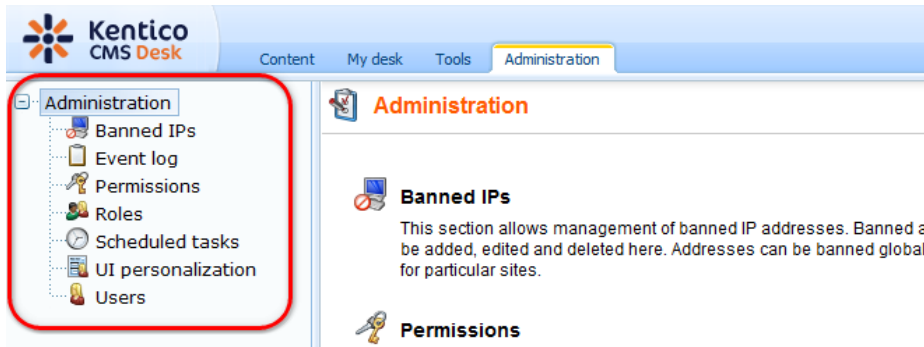 Kentico
CMS Desk
Content My desk Tools Administration
Administration
Banned IPs
Event log
Permissions
Roles
Scheduled tasks
UI personalization
Users
Administration
Banned IPs
This section allows management of banned IP addresses. Banned a
be added, edited and deleted here. Addresses can be banned global
for particular sites.
Permissions